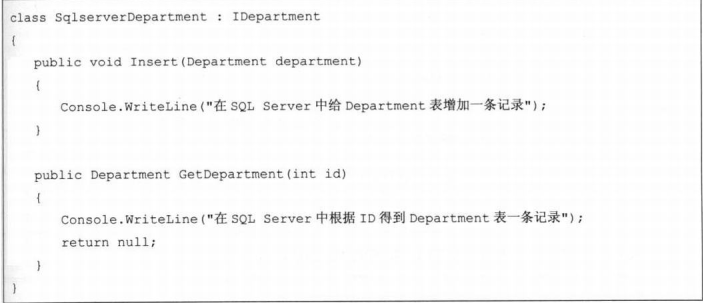 class SqlserverDepartment : IDepartment
{
    public void Insert(Department department)
    {
        Console.WriteLine("在 SQL Server 中给 Department 表增加一条记录");
    }

    public Department GetDepartment(int id)
    {
        Console.WriteLine("在 SQL Server 中根据 ID 得到 Department 表一条记录");
        return null;
    }
}